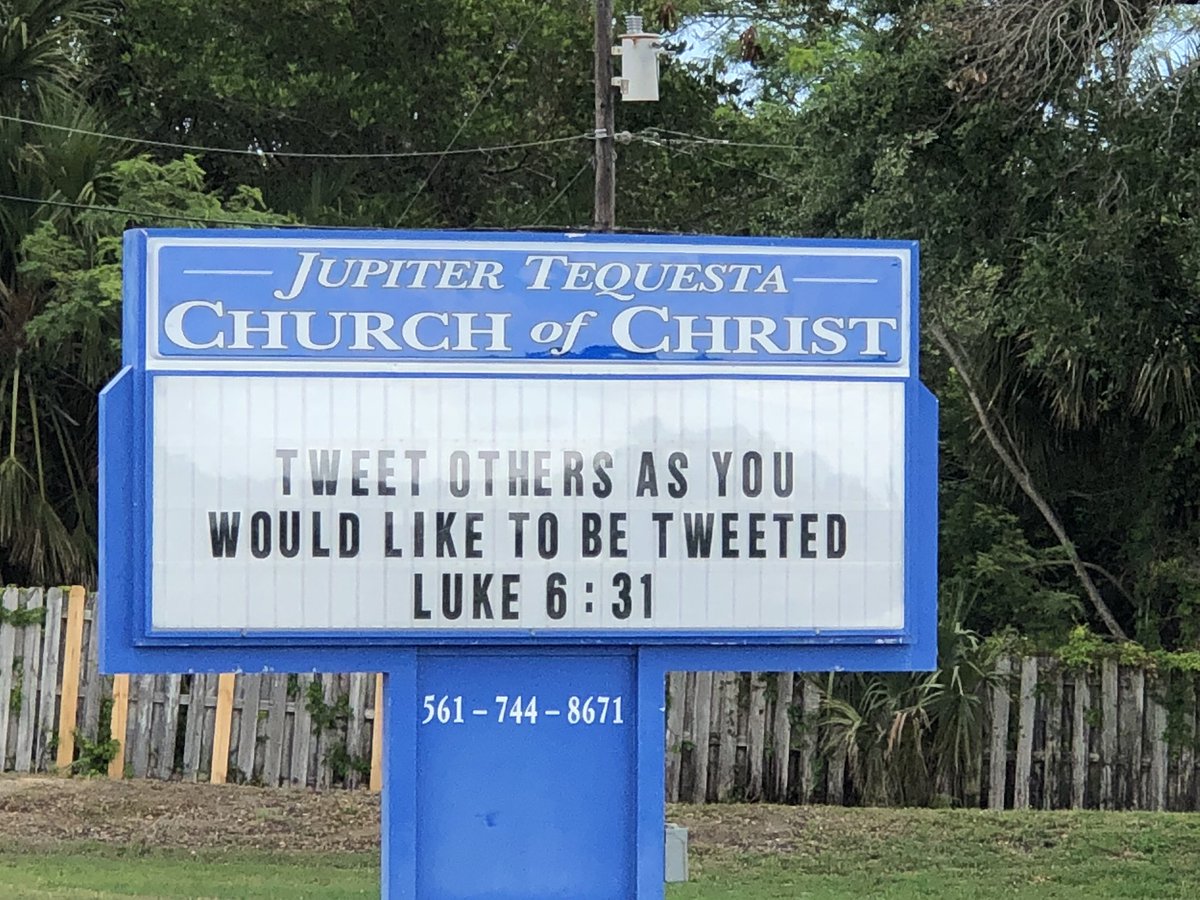 JUPITER TEQUESTA
CHURCH of CHRIST
TWEET OTHERS AS YOU
WOULD LIKE TO BE TWEETED
LUKE 6:31
561-744-8671